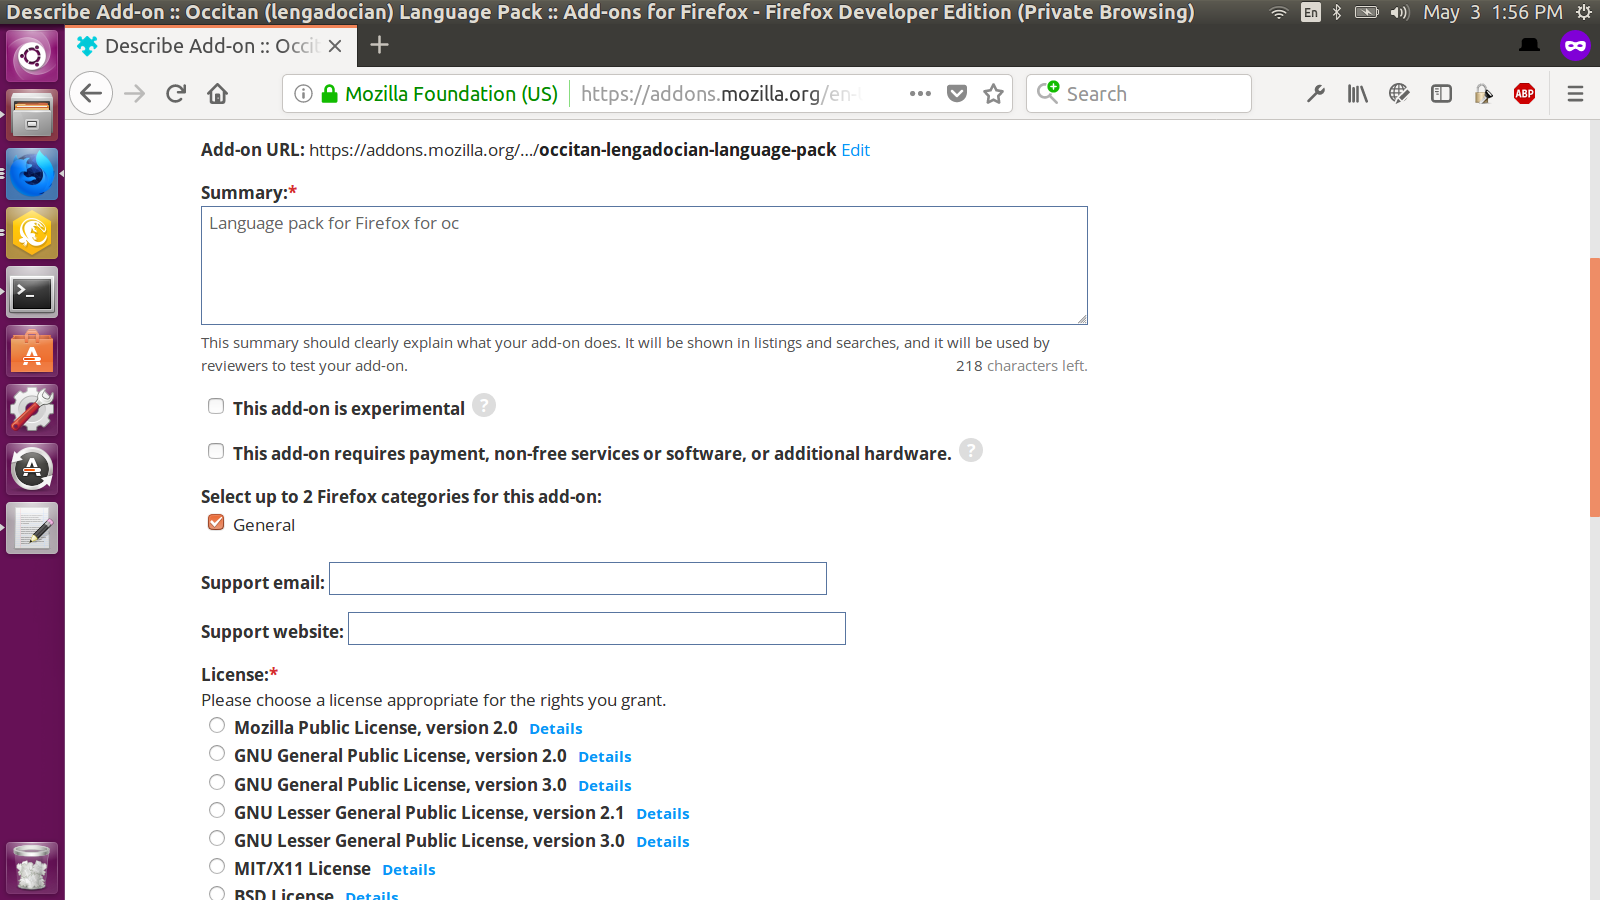 Describe Add-on :: Occitan (lengadocian) Language Pack :: Add-ons for Firefox - Firefox Developer Edition (Private Browsing)
En
May 3 1:56 PM
Describe Add-on :: Occit
Mozilla Foundation (US)
https://addons.mozilla.org/en-
Search
ABP
Add-on URL: https://addons.mozilla.org/.../occitan-lengadocian-language-pack Edit
Summary:*
Language pack for Firefox for oc
This summary should clearly explain what your add-on does. It will be shown in listings and searches, and it will be used by
reviewers to test your add-on.
218 characters left.
This add-on is experimental ?
This add-on requires payment, non-free services or software, or additional hardware. ?
Select up to 2 Firefox categories for this add-on:
General
Support email:
Support website:
License:*
Please choose a license appropriate for the rights you grant.
Mozilla Public License, version 2.0 Details
GNU General Public License, version 2.0 Details
GNU General Public License, version 3.0 Details
GNU Lesser General Public License, version 2.1 Details
GNU Lesser General Public License, version 3.0 Details
MIT/X11 License Details
BSD License Details